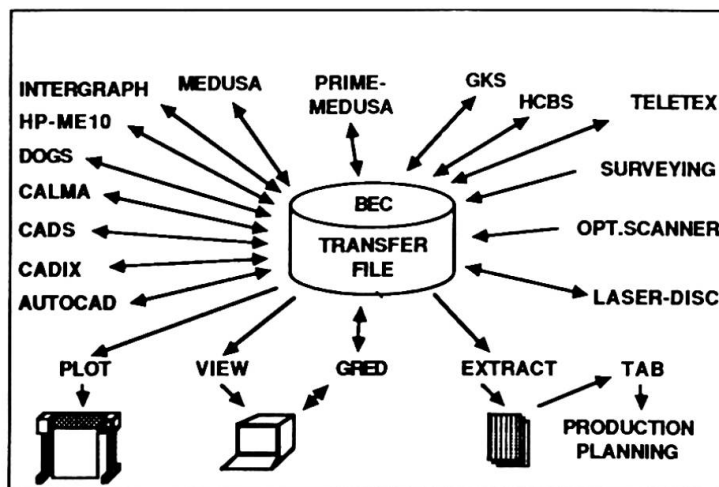 INTERGRAPH
MEDUSA
PRIME-
MEDUSA
GKS
HCBS
TELETEX
HP-ME10
DOGS
CALMA
CADS
CADIX
AUTOCAD
SURVEYING
OPT.SCANNER
LASER-DISC
BEC
TRANSFER
FILE
PLOT
VIEW
GRED
EXTRACT
TAB
PRODUCTION
PLANNING